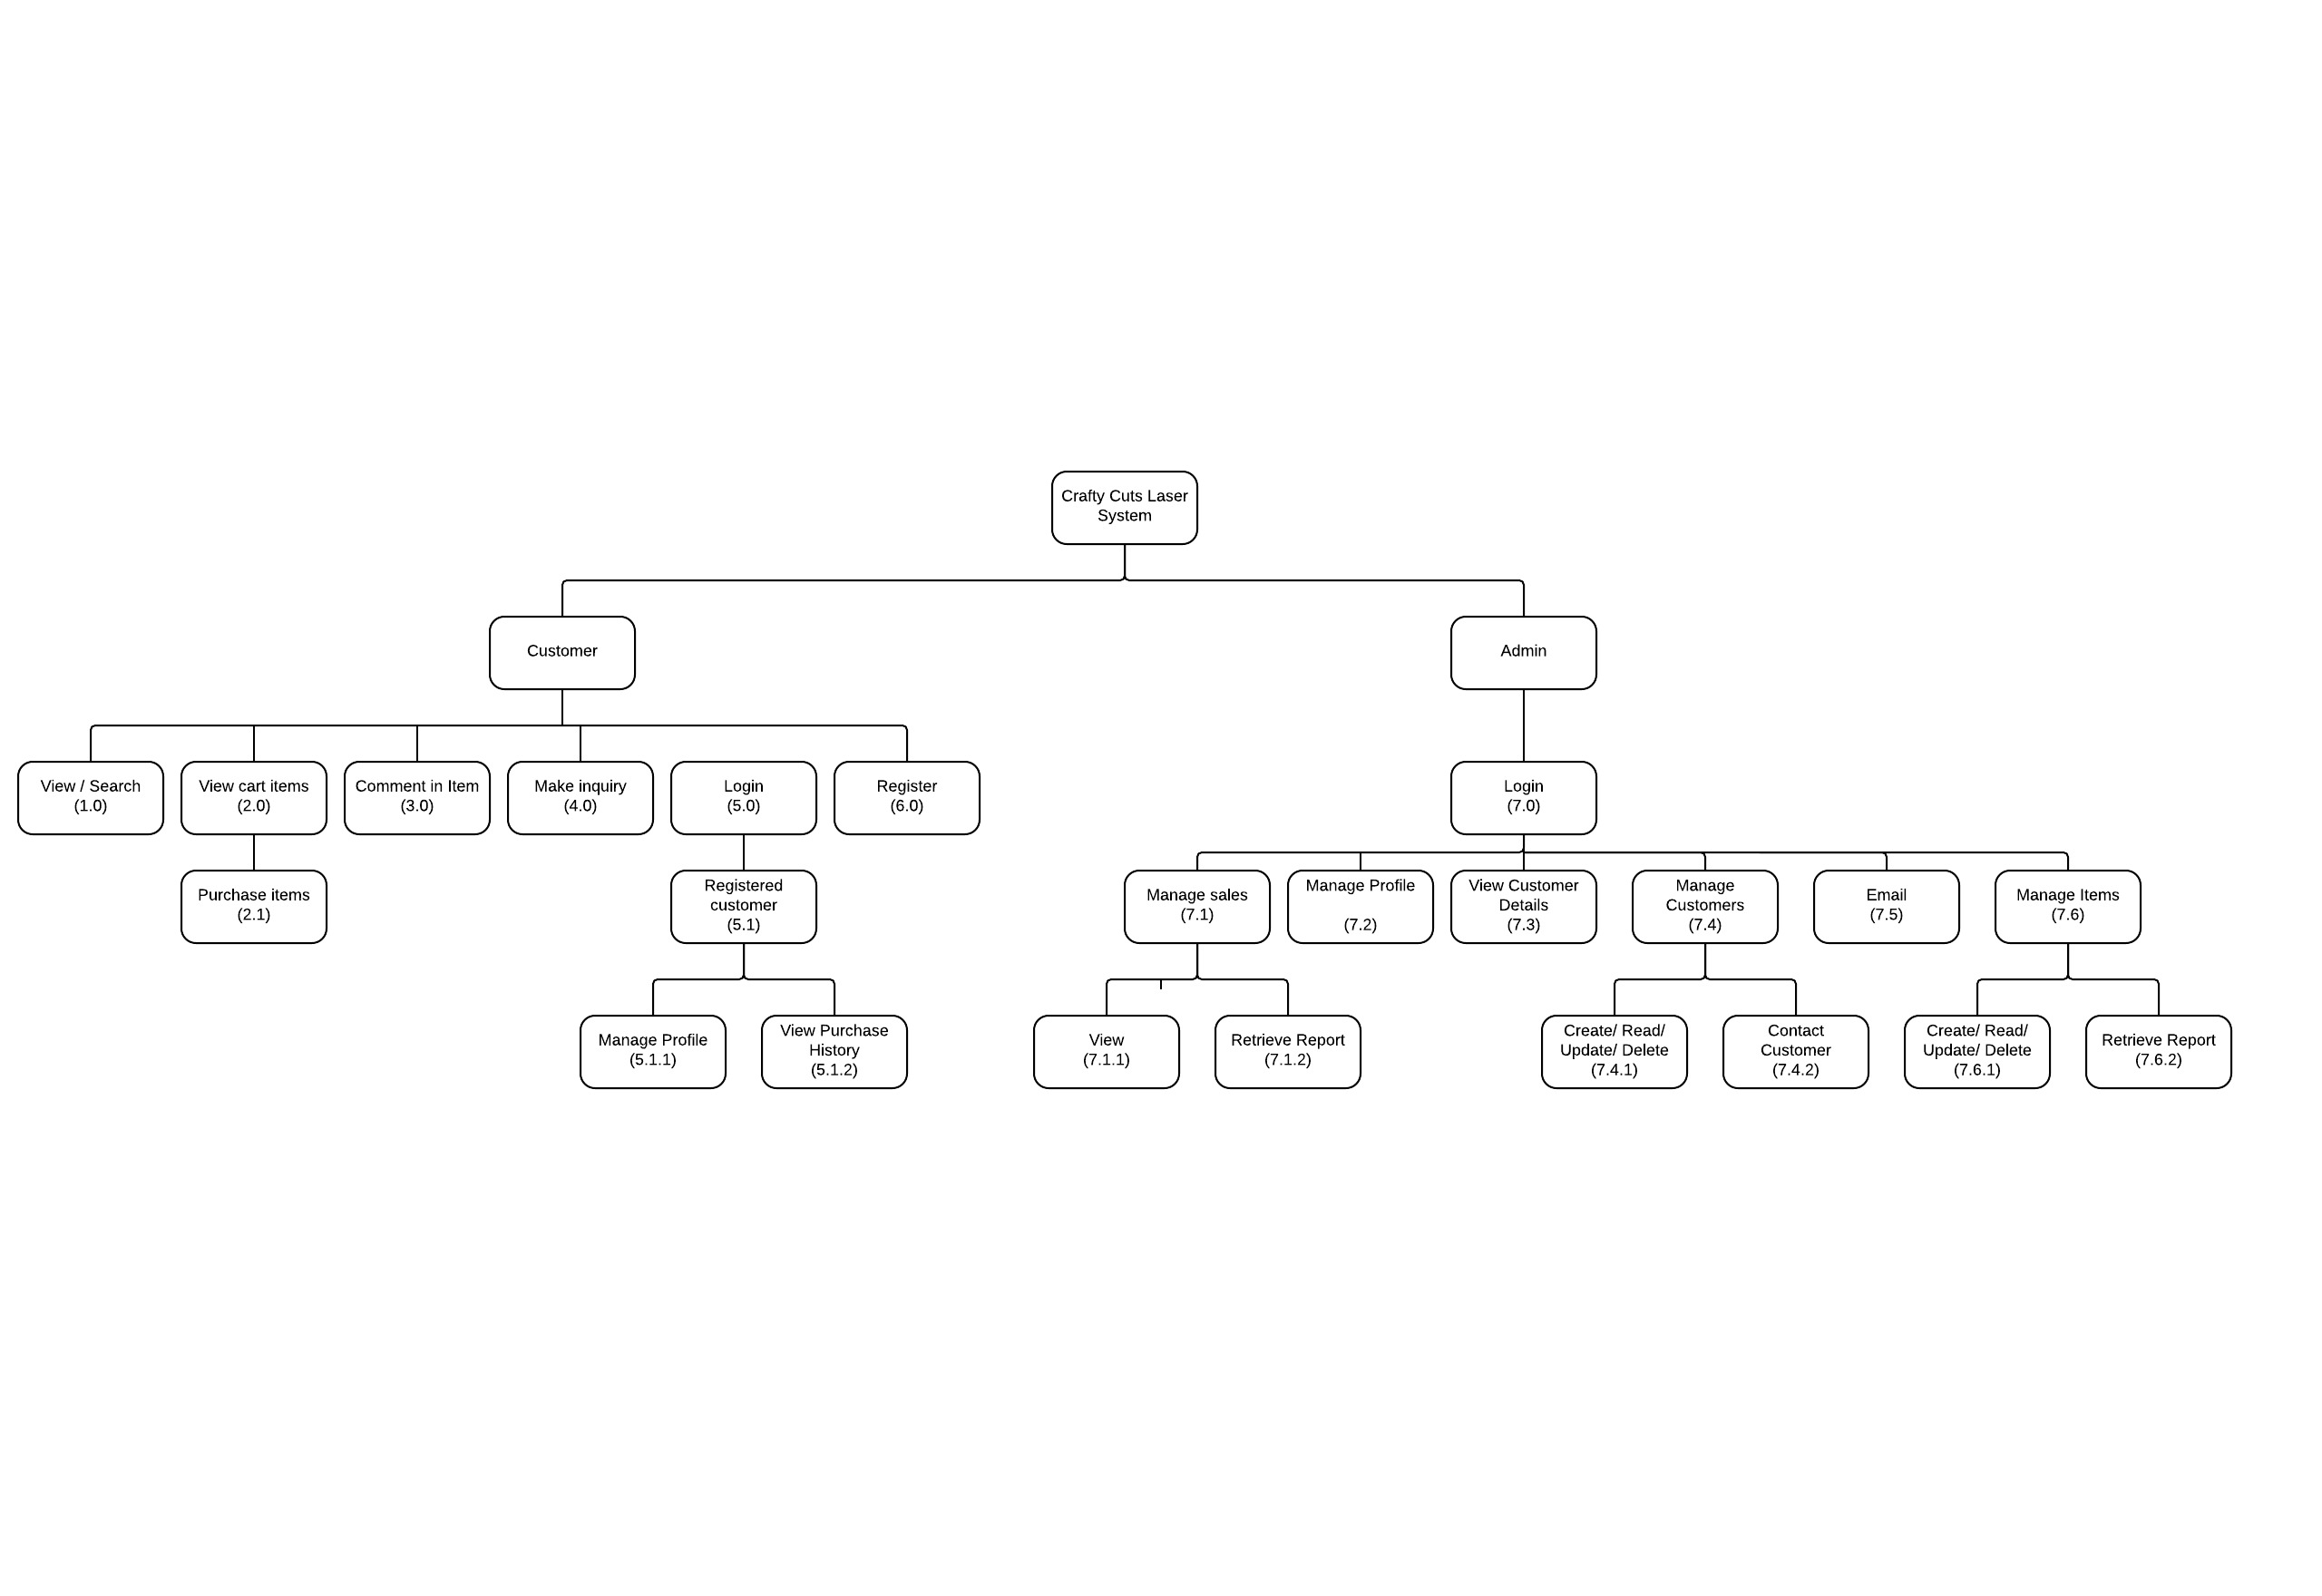 Crafty Cuts Laser
System
Customer
Admin
View / Search
(1.0)
View cart items
(2.0)
Comment in Item
(3.0)
Make inquiry
(4.0)
Login
(5.0)
Register
(6.0)
Login
(7.0)
Purchase items
(2.1)
Registered
customer
(5.1)
Manage sales
(7.1)
Manage Profile
(7.2)
View Customer
Details
(7.3)
Manage
Customers
(7.4)
Email
(7.5)
Manage Items
(7.6)
Manage Profile
(5.1.1)
View Purchase
History
(5.1.2)
View
(7.1.1)
Retrieve Report
(7.1.2)
Create/ Read/
Update/ Delete
(7.4.1)
Contact
Customer
(7.4.2)
Create/ Read/
Update/ Delete
(7.6.1)
Retrieve Report
(7.6.2)